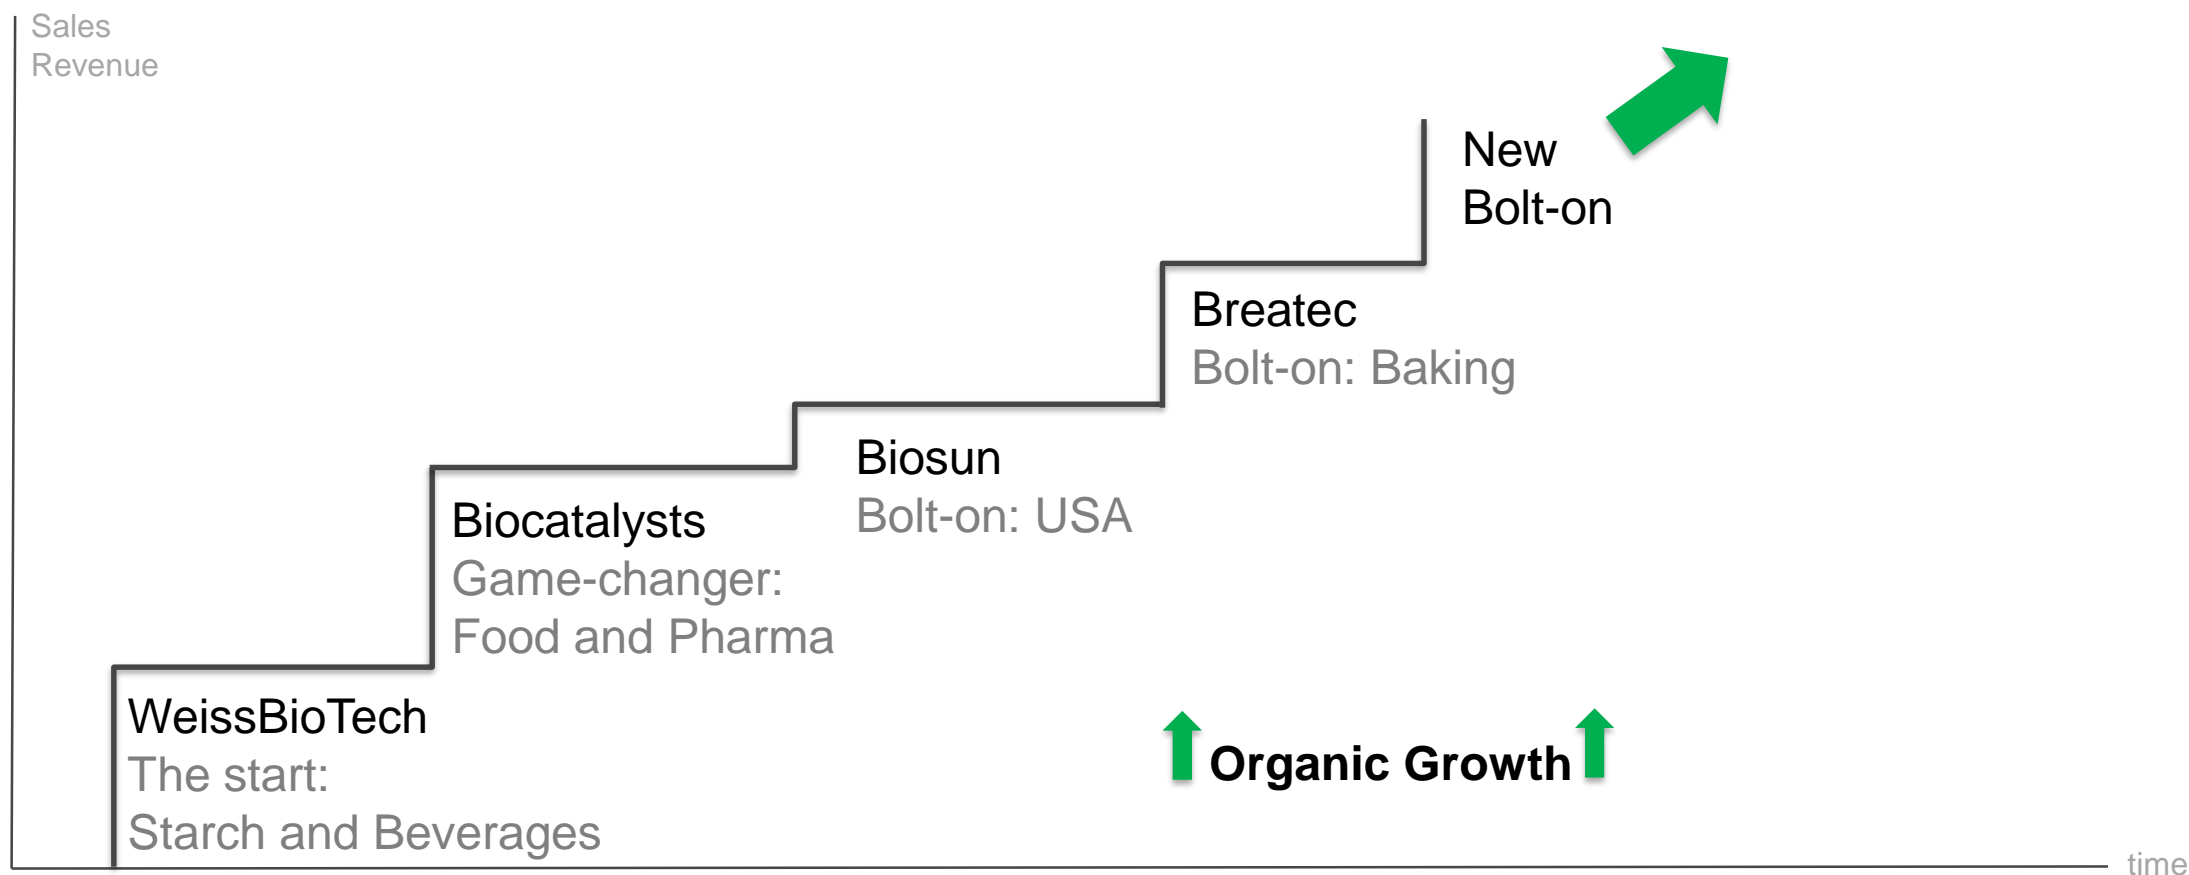 Sales
Revenue
New
Bolt-on
Breatec
Bolt-on: Baking
Biosun
Bolt-on: USA
Biocatalysts
Game-changer:
Food and Pharma
WeissBioTech
The start:
Starch and Beverages
Organic Growth
time